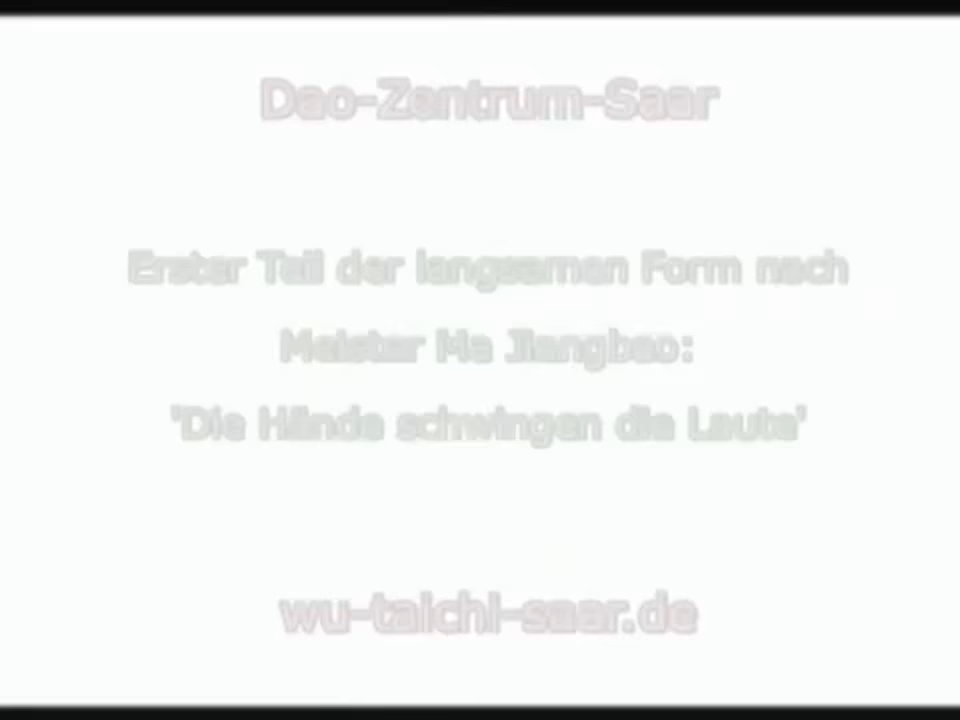 Dao-Zentrum-Saar
Erster Teil der langsamen Form nach
Meister Ma Jiangbao:
'Die Hände schwingen die Laute'
wu-taichi-saar.de